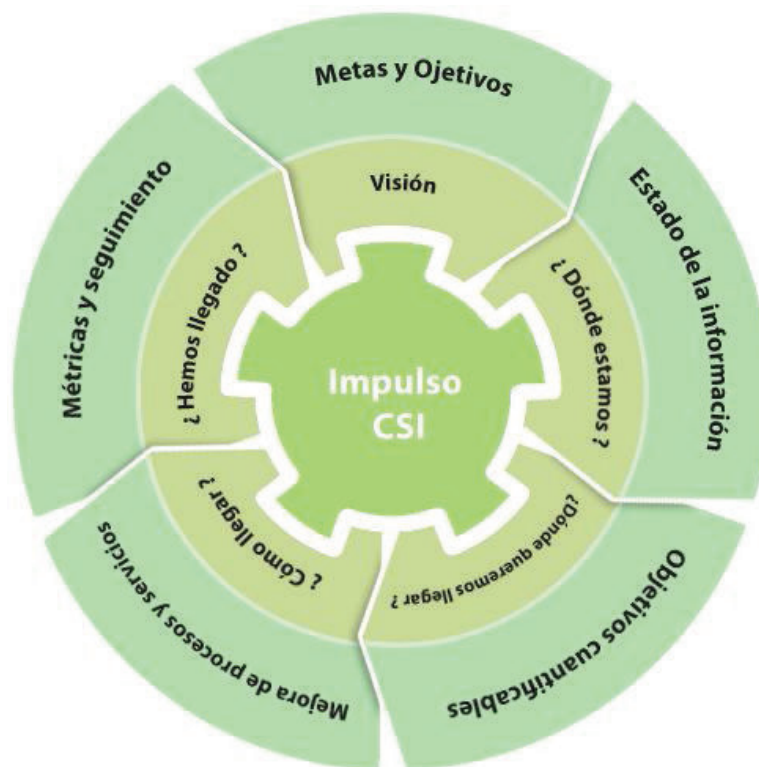 Metas y Ojetivos
Visión
Estado de la información
¿ Dónde estamos ?
Objetivos cuantificables
¿Dónde queremos llegar ?
Mejora de procesos y servicios
¿ Cómo llegar ?
Métricas y seguimiento
¿ Hemos llegado ?
Impulso
CSI